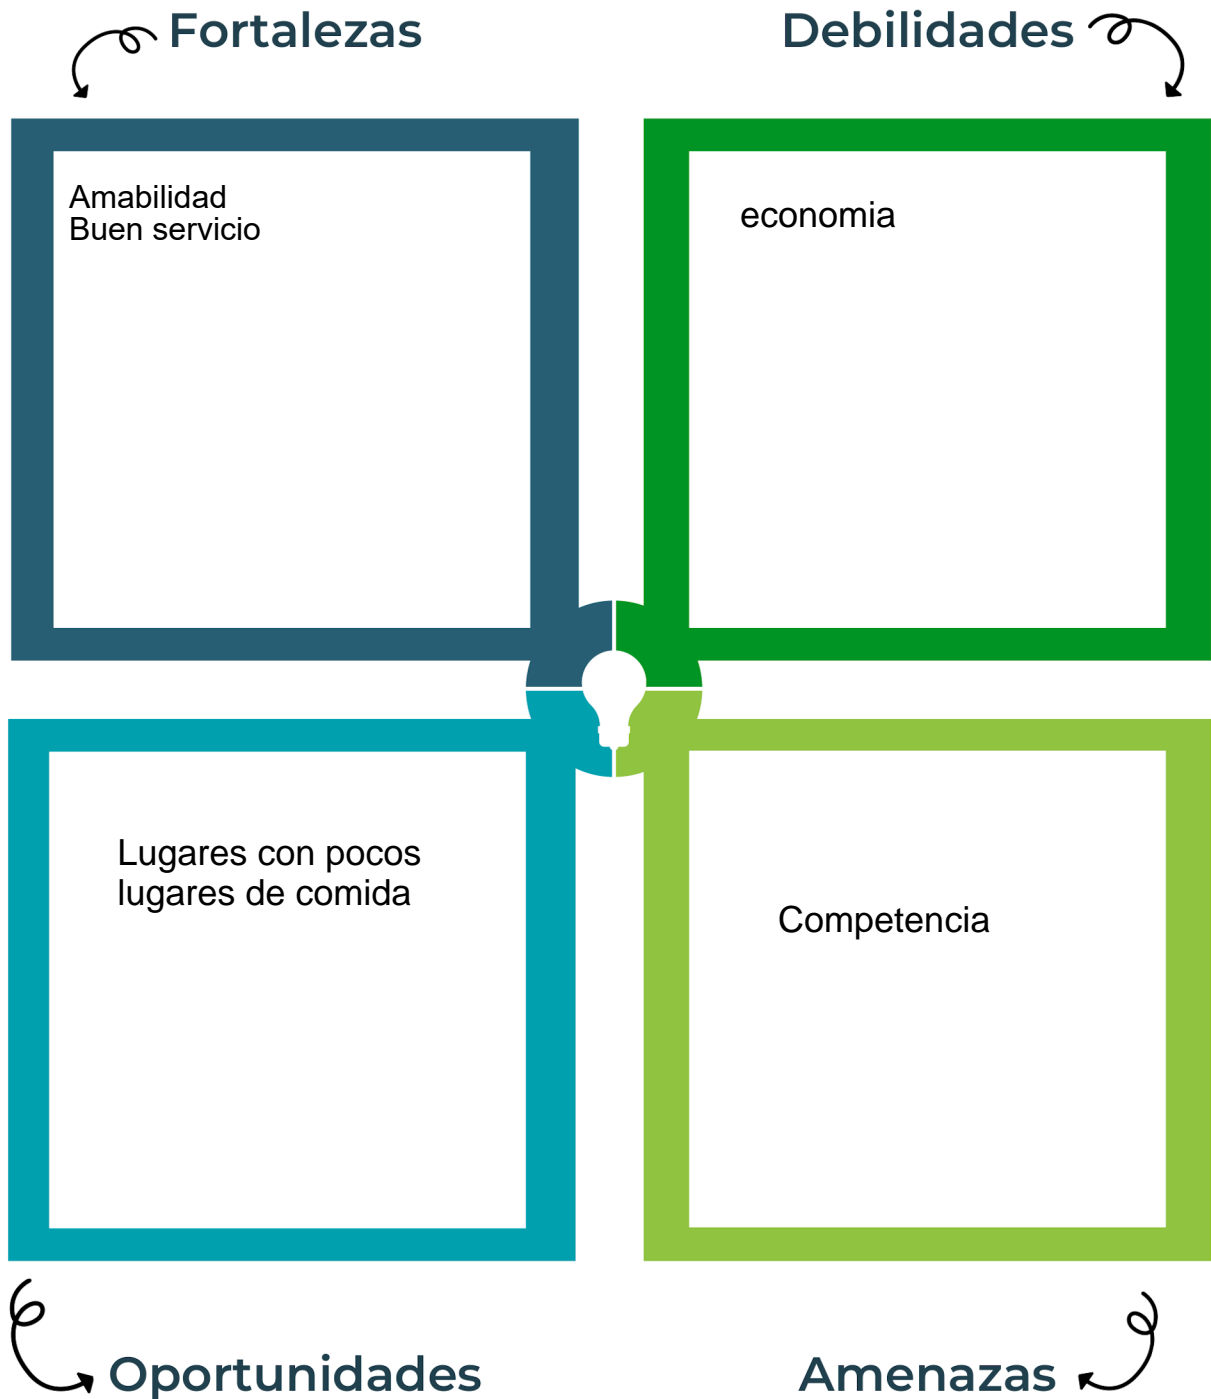 Fortalezas
Debilidades
Amabilidad
Buen servicio
economia
Lugares con pocos
lugares de comida
Competencia
Oportunidades
Amenazas